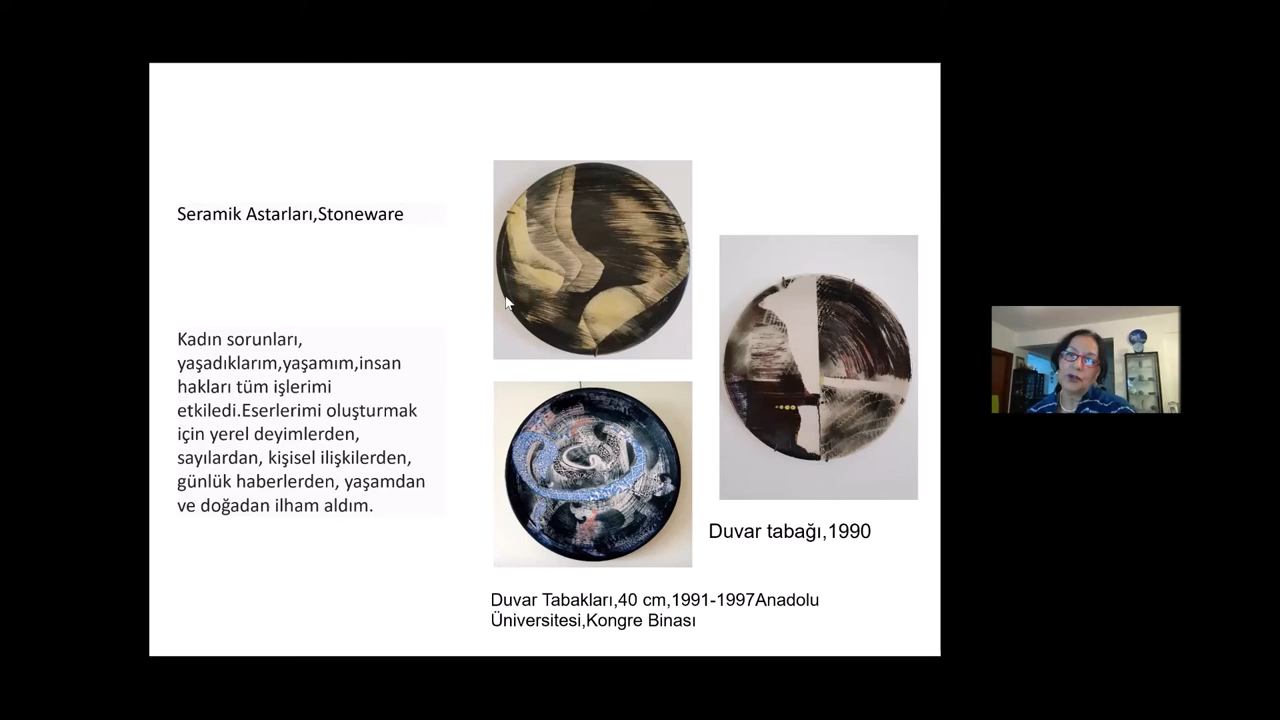 Seramik Astarları,Stoneware
Kadın sorunları,
yaşadıklarım,yaşamım,insan
hakları tüm işlerimi
etkiledi.Eserlerimi oluşturmak
için yerel deyimlerden,
sayılardan, kişisel ilişkilerden,
günlük haberlerden, yaşamdan
ve doğadan ilham aldım.
Duvar tabağı,1990
Duvar Tabakları,40 cm,1991-1997Anadolu
Üniversitesi,Kongre Binası